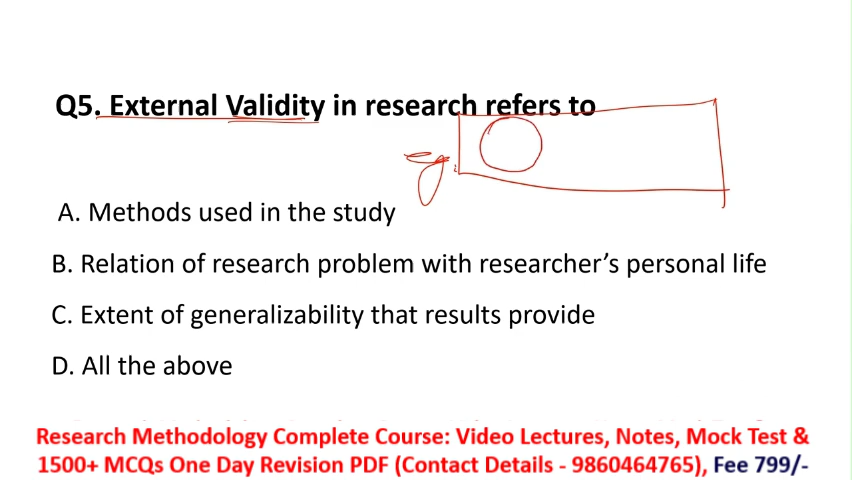 Q5. External Validity in research refers to
eg.
A. Methods used in the study
B. Relation of research problem with researcher's personal life
C. Extent of generalizability that results provide
D. All the above
Research Methodology Complete Course: Video Lectures, Notes, Mock Test &
1500+ MCQs One Day Revision PDF (Contact Details - 9860464765), Fee 799/-